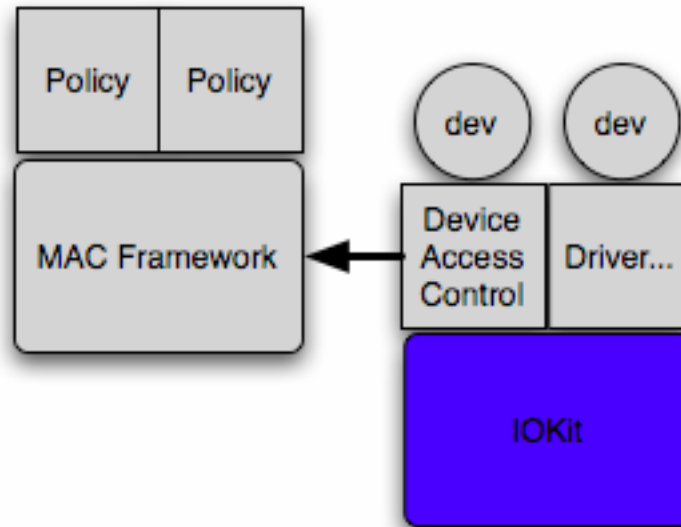 Policy
Policy
dev
dev
MAC Framework
Device
Access
Control
Driver...
IOKit